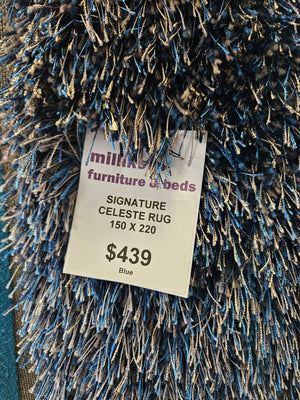 furniture & beds
SIGNATURE
CELESTE RUG
150 X 220
$439
Blue